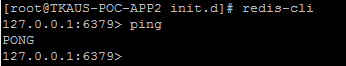 [root@TKAUS-POC-APP2 init.d]# redis-cli
127.0.0.1:6379> ping
PONG
127.0.0.1:6379>